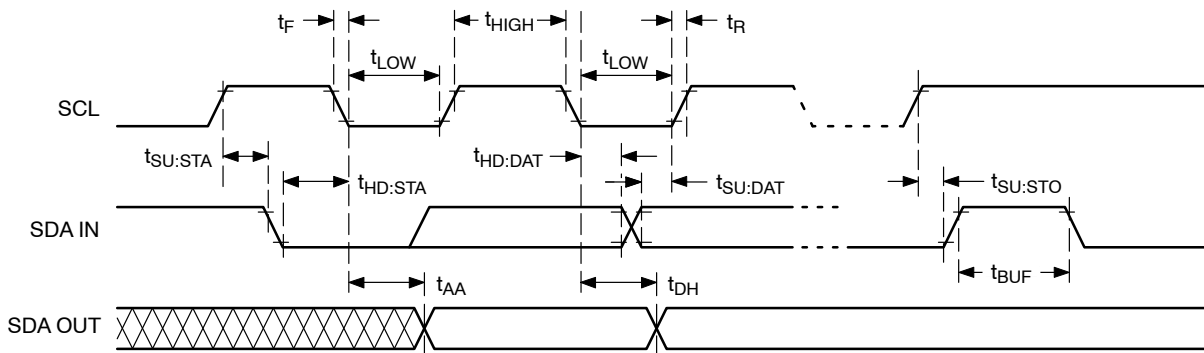 tF
tHIGH
tR
tLOW
tLOW
SCL
tSU:STA
tHD:STA
tHD:DAT
tSU:DAT
tSU:STO
SDA IN
tAA
tDH
tBUF
SDA OUT